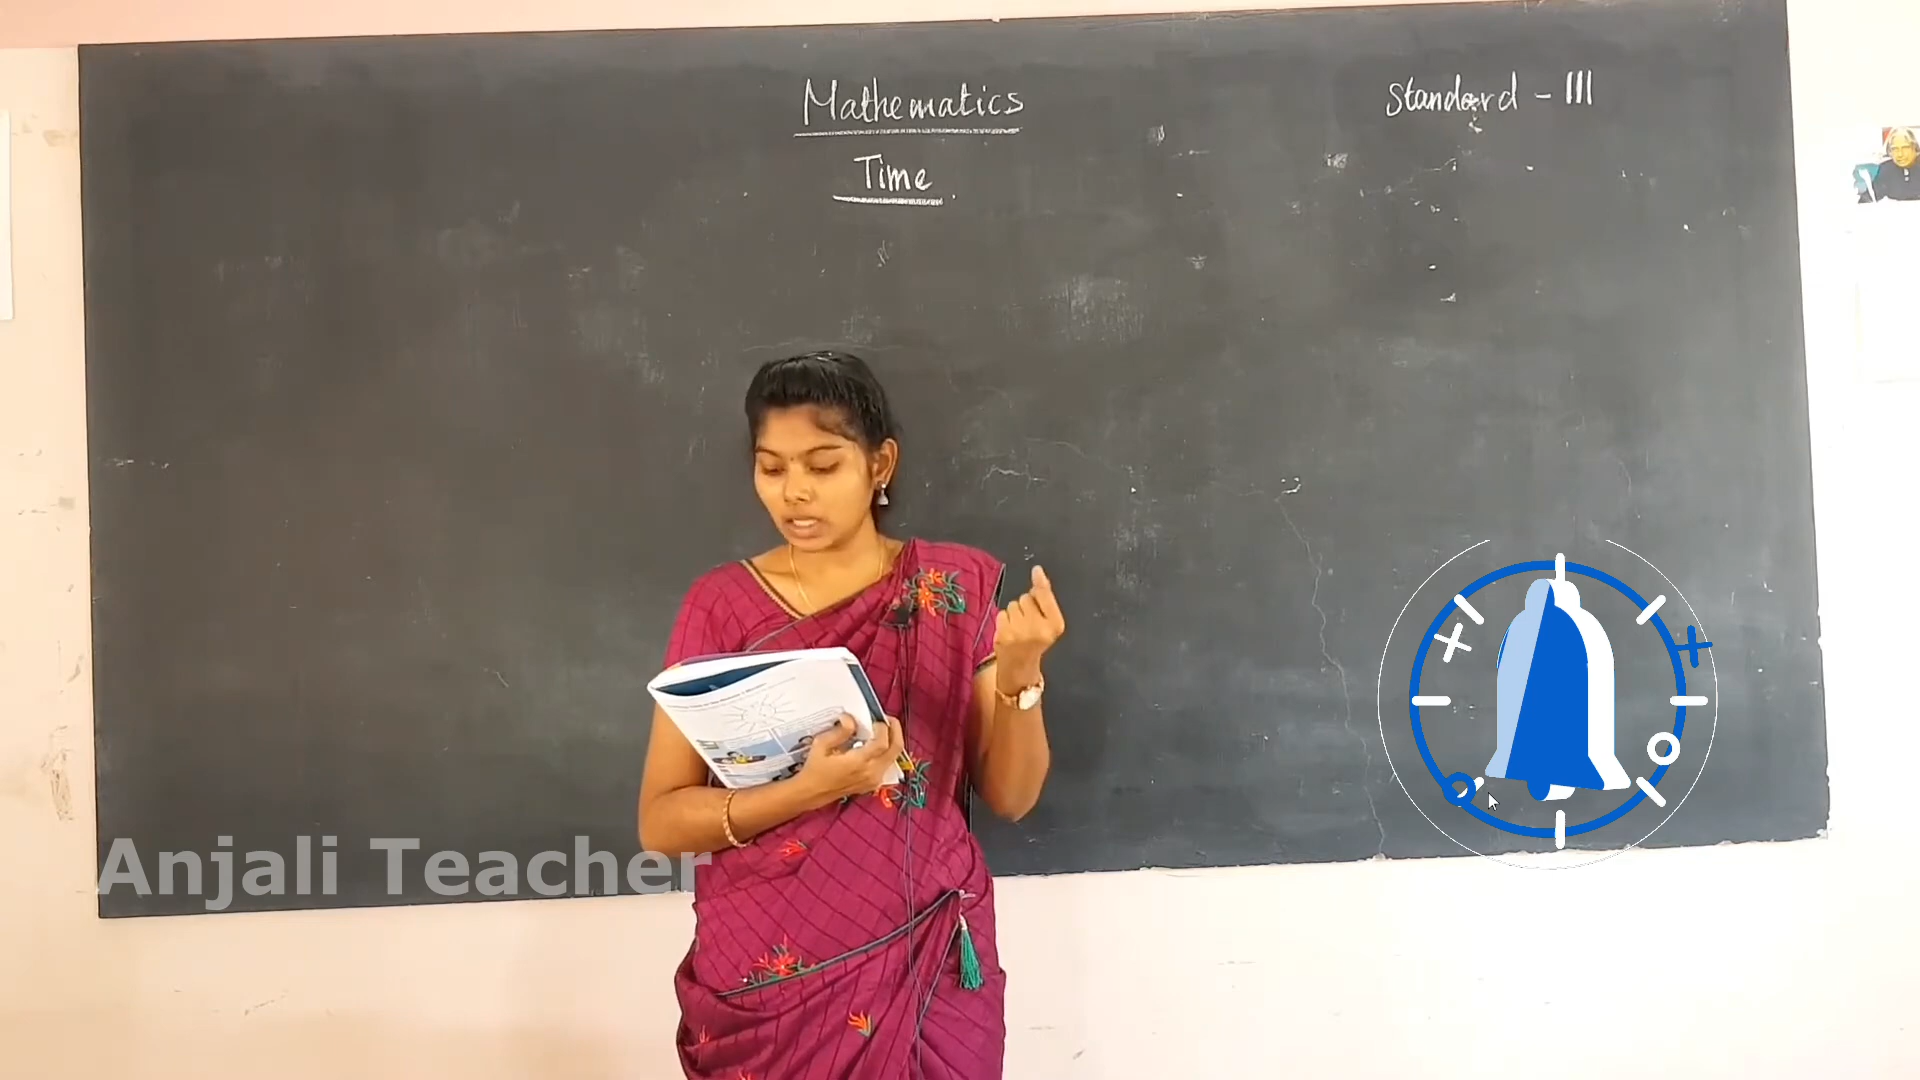 Mathematics
Standard - III
Time
Anjali Teacher